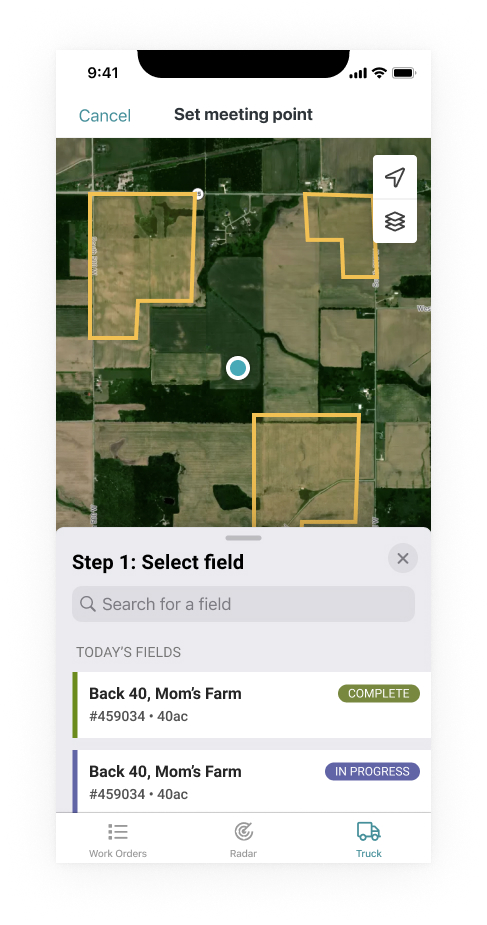 9:41
Cancel
Set meeting point
Step 1: Select field
Search for a field
TODAY’S FIELDS
Back 40, Mom’s Farm
COMPLETE
#459034 • 40ac
Back 40, Mom’s Farm
IN PROGRESS
#459034 • 40ac
Work Orders
Radar
Truck